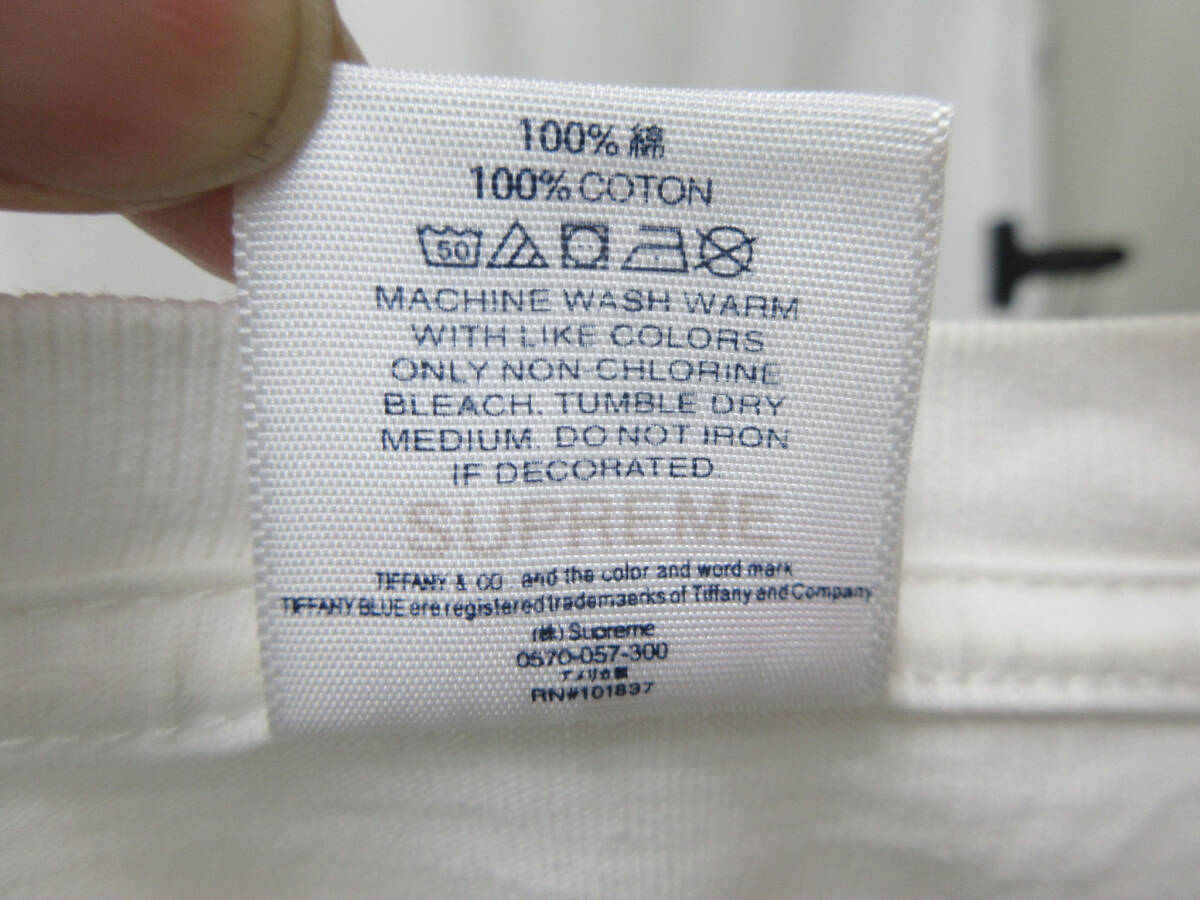 100% 綿
100% COTON
50
MACHINE WASH WARM
WITH LIKE COLORS
ONLY NON-CHLORINE
BLEACH. TUMBLE DRY
MEDIUM. DO NOT IRON
IF DECORATED.
SUPREME
TIFFANY & CO and the color and word mark
TIFFANY BLUE are registered trademaerks of Tiffany and Company
(株) Supreme
0570-057-300
アメリカ製
RN#101837